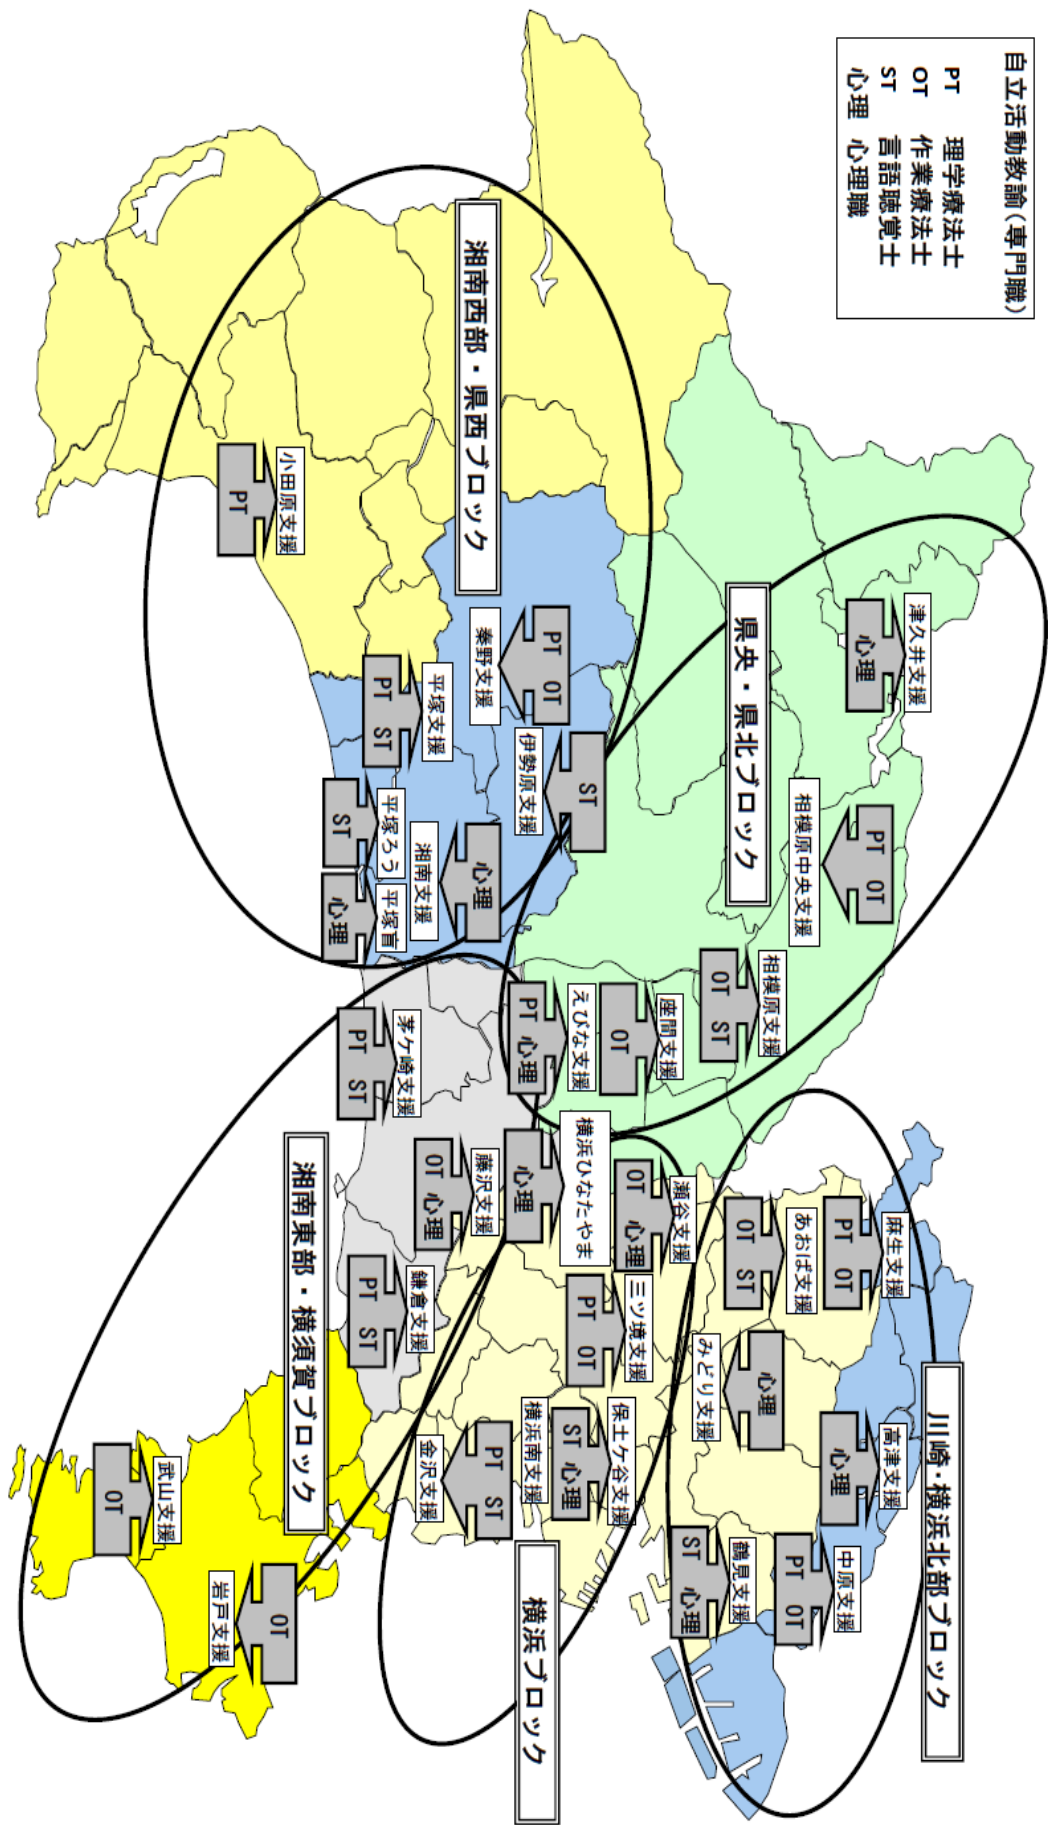 自立活動教諭(専門職)
PT 理学療法士
OT 作業療法士
ST 言語聴覚士
心理 心理職
川崎・横浜北部ブロック
麻生支援
PT OT
高津支援
心理
中原支援
PT OT
あおば支援
OT ST
みどり支援
心理
鶴見支援
ST 心理
県央・県北ブロック
津久井支援
心理
相模原中央支援
PT OT
相模原支援
OT ST
座間支援
OT
えびな支援
PT 心理
横浜ブロック
瀬谷支援
OT 心理
三ツ境支援
PT OT
横浜ひなたやま
心理
保土ケ谷支援
ST 心理
横浜南支援
金沢支援
PT ST
湘南西部・県西ブロック
秦野支援
PT OT
伊勢原支援
ST
平塚支援
PT ST
湘南支援
心理
平塚ろう
ST
平塚盲
心理
小田原支援
PT
湘南東部・横須賀ブロック
茅ケ崎支援
PT ST
藤沢支援
OT 心理
鎌倉支援
PT ST
武山支援
OT
岩戸支援
OT